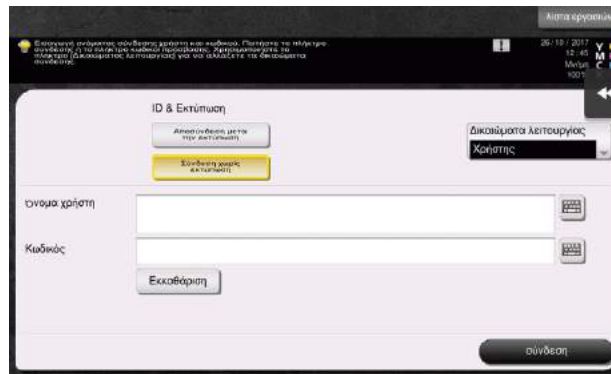 λίστα εργασιών
Εισαγωγή ονόματος σύνδεσης χρήστη και κωδικού. Πατήστε το πλήκτρο
σύνδεσης ή το πλήκτρο κωδικού πρόσβασης. Χρησιμοποιήστε το
πλήκτρο [Δικαιώματος λειτουργίας] για να αλλάξετε τα δικαιώματα
σύνδεσης.
26/10/2017
12:45
Μνήμη
100%
Y
M
C
ID & Εκτύπωση
Αποσύνδεση μετά
την εκτύπωση
Σύνδεση χωρίς
εκτύπωση
Δικαιώματα λειτουργίας
Χρήστης
Όνομα χρήστη
Κωδικός
Εκκαθάριση
σύνδεση